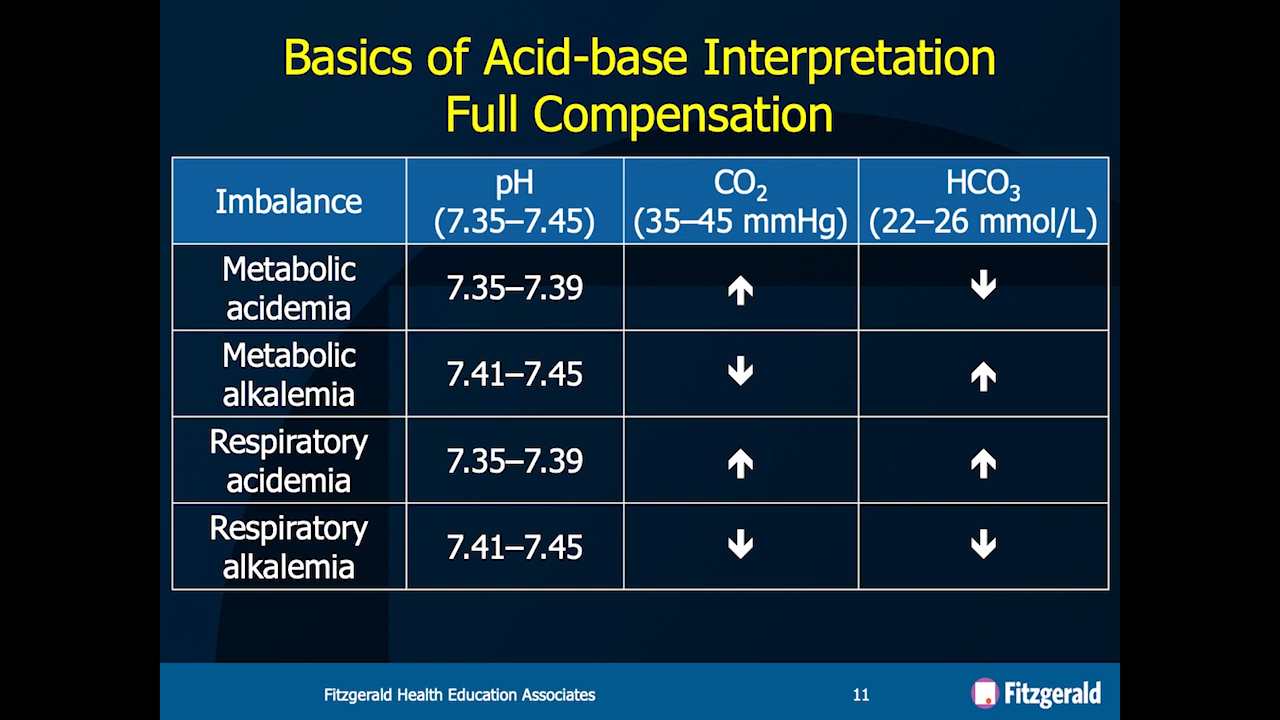 Basics of Acid-base Interpretation
Full Compensation
Imbalance
pH
(7.35–7.45)
CO₂
(35–45 mmHg)
HCO₃
(22–26 mmol/L)
Metabolic
acidemia
7.35–7.39
🡹
🡻
Metabolic
alkalemia
7.41–7.45
🡻
🡹
Respiratory
acidemia
7.35–7.39
🡹
🡹
Respiratory
alkalemia
7.41–7.45
🡻
🡻
Fitzgerald Health Education Associates
11
Fitzgerald